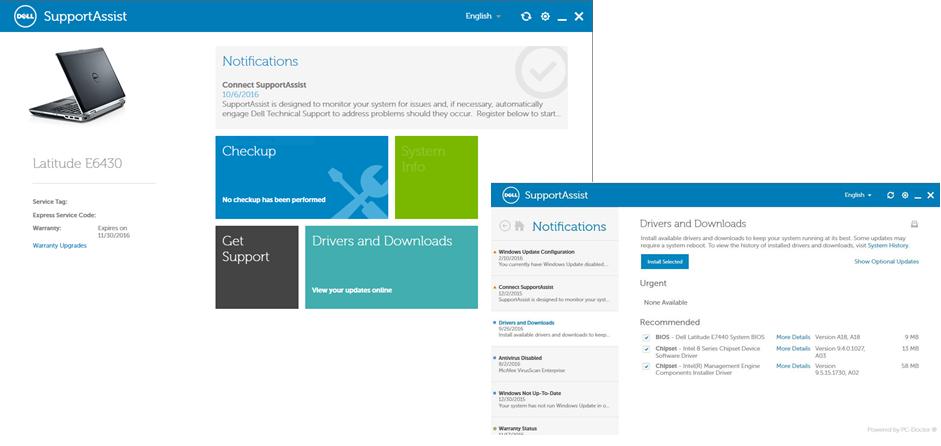 DELL SupportAssist English
Notifications
Connect SupportAssist
10/6/2016
SupportAssist is designed to monitor your system for issues and, if necessary, automatically
engage Dell Technical Support to address problems should they occur. Register below to start...
Latitude E6430
Service Tag:
Express Service Code:
Warranty: Expires on
11/30/2016
Warranty Upgrades
Checkup
No checkup has been performed
System
Info
Get
Support
Drivers and Downloads
View your updates online
DELL SupportAssist English
Notifications
Windows Update Configuration
2/10/2016
You currently have Windows Update disabled...
Connect SupportAssist
12/2/2015
SupportAssist is designed to monitor your syst...
Drivers and Downloads
9/26/2016
Install available drivers and downloads to keep...
Antivirus Disabled
8/2/2016
McAfee VirusScan Enterprise
Windows Not Up-To-Date
12/30/2015
Your system has not run Windows Update in o...
Warranty Status
Drivers and Downloads
Install available drivers and downloads to keep your system running at its best. Some updates may
require a system reboot. To view the history of installed drivers and downloads, visit System History.
Install Selected
Show Optional Updates
Urgent
None Available
Recommended
BIOS - Dell Latitude E7440 System BIOS More Details Version A18, A18 9 MB
Chipset - Intel 8 Series Chipset Device More Details Version 9.4.0.1027, 13 MB
Software Driver A03
Chipset - Intel(R) Management Engine More Details Version 58 MB
Components Installer Driver 9.5.15.1730, A02
Powered by PC-Doctor ®